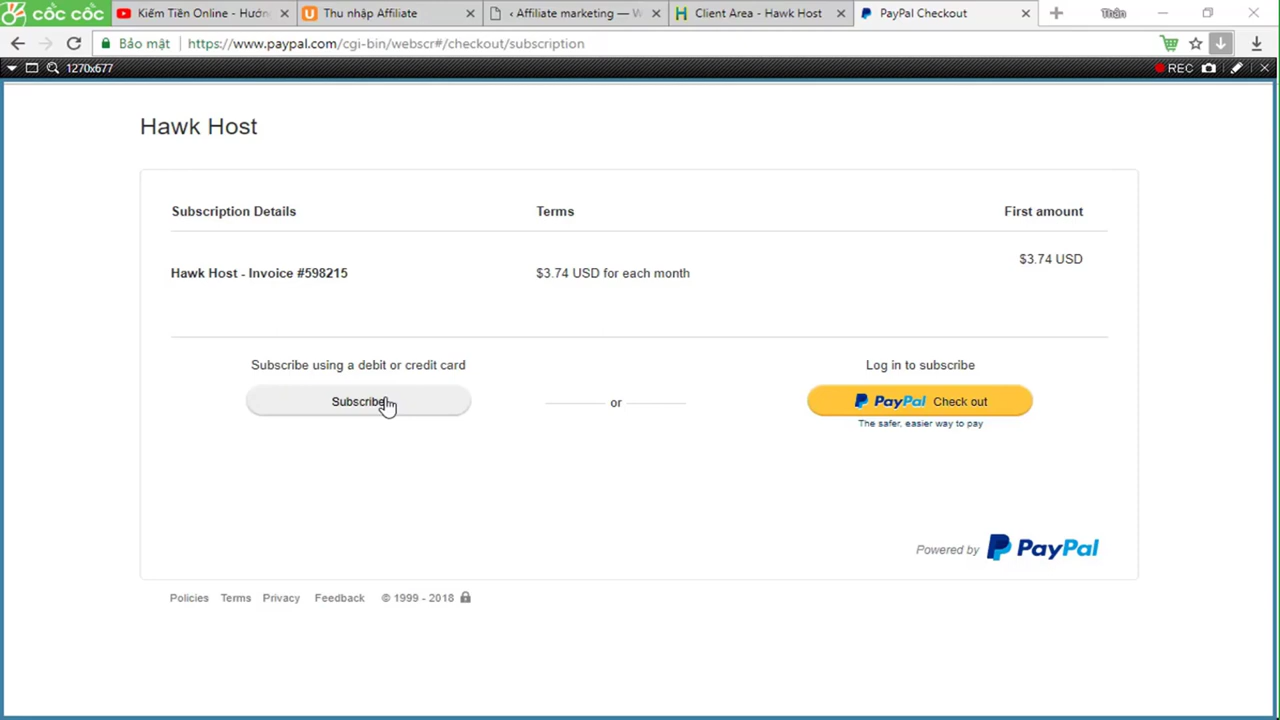 cốc cốc
Kiếm Tiền Online - Hướn
Thu nhập Affiliate
‹ Affiliate marketing — W
Client Area - Hawk Host
PayPal Checkout
Thân
Bảo mật
https://www.paypal.com/cgi-bin/webscr#/checkout/subscription
1270x677
REC
Hawk Host
Subscription Details
Terms
First amount
Hawk Host - Invoice #598215
$3.74 USD for each month
$3.74 USD
Subscribe using a debit or credit card
Log in to subscribe
Subscribe
or
PayPal Check out
The safer, easier way to pay
Powered by PayPal
Policies Terms Privacy Feedback © 1999 - 2018